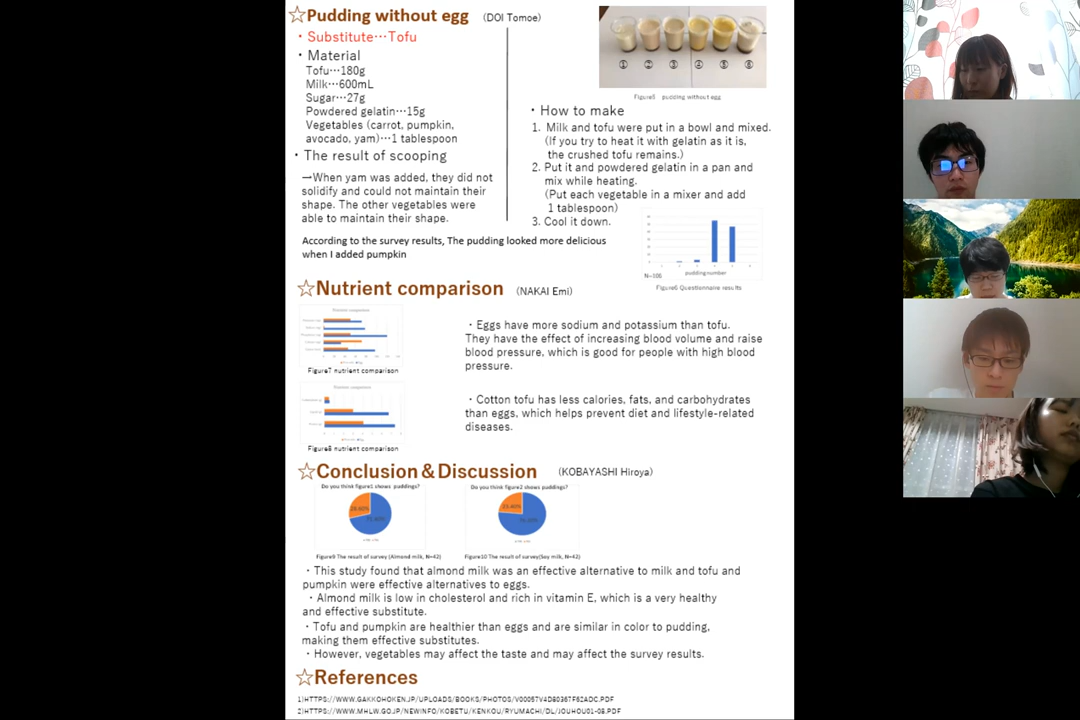 ☆Pudding without egg (DOI Tomoe)
・Substitute…Tofu
・Material
Tofu…180g
Milk…600mL
Sugar…27g
Powdered gelatin…15g
Vegetables (carrot, pumpkin,
avocado, yam)…1 tablespoon
・The result of scooping
→When yam was added, they did not
solidify and could not maintain their
shape. The other vegetables were
able to maintain their shape.
① ② ③ ④ ⑤ ⑥
pudding without egg
・How to make
1. Milk and tofu were put in a bowl and mixed.
(If you try to heat it with gelatin as it is,
the crushed tofu remains.)
2. Put it and powdered gelatin in a pan and
mix while heating.
(Put each vegetable in a mixer and add
1 tablespoon)
3. Cool it down.
According to the survey results, The pudding looked more delicious
when I added pumpkin
pudding number
Figure6 Questionnaire results
☆Nutrient comparison (NAKAI Emi)
Nutrient comparison
Figure7 nutrient comparison
・Eggs have more sodium and potassium than tofu.
They have the effect of increasing blood volume and raise
blood pressure, which is good for people with high blood
pressure.
Nutrient comparison
Figure8 nutrient comparison
・Cotton tofu has less calories, fats, and carbohydrates
than eggs, which helps prevent diet and lifestyle-related
diseases.
☆Conclusion & Discussion (KOBAYASHI Hiroya)
Do you think figure1 shows puddings?
Do you think figure2 shows puddings?
Figure9 The result of survey (Almond milk, N=42)
Figure10 The result of survey(Soy milk, N=42)
・This study found that almond milk was an effective alternative to milk and tofu and
pumpkin were effective alternatives to eggs.
・Almond milk is low in cholesterol and rich in vitamin E, which is a very healthy
and effective substitute.
・Tofu and pumpkin are healthier than eggs and are similar in color to pudding,
making them effective substitutes.
・However, vegetables may affect the taste and may affect the survey results.
☆References